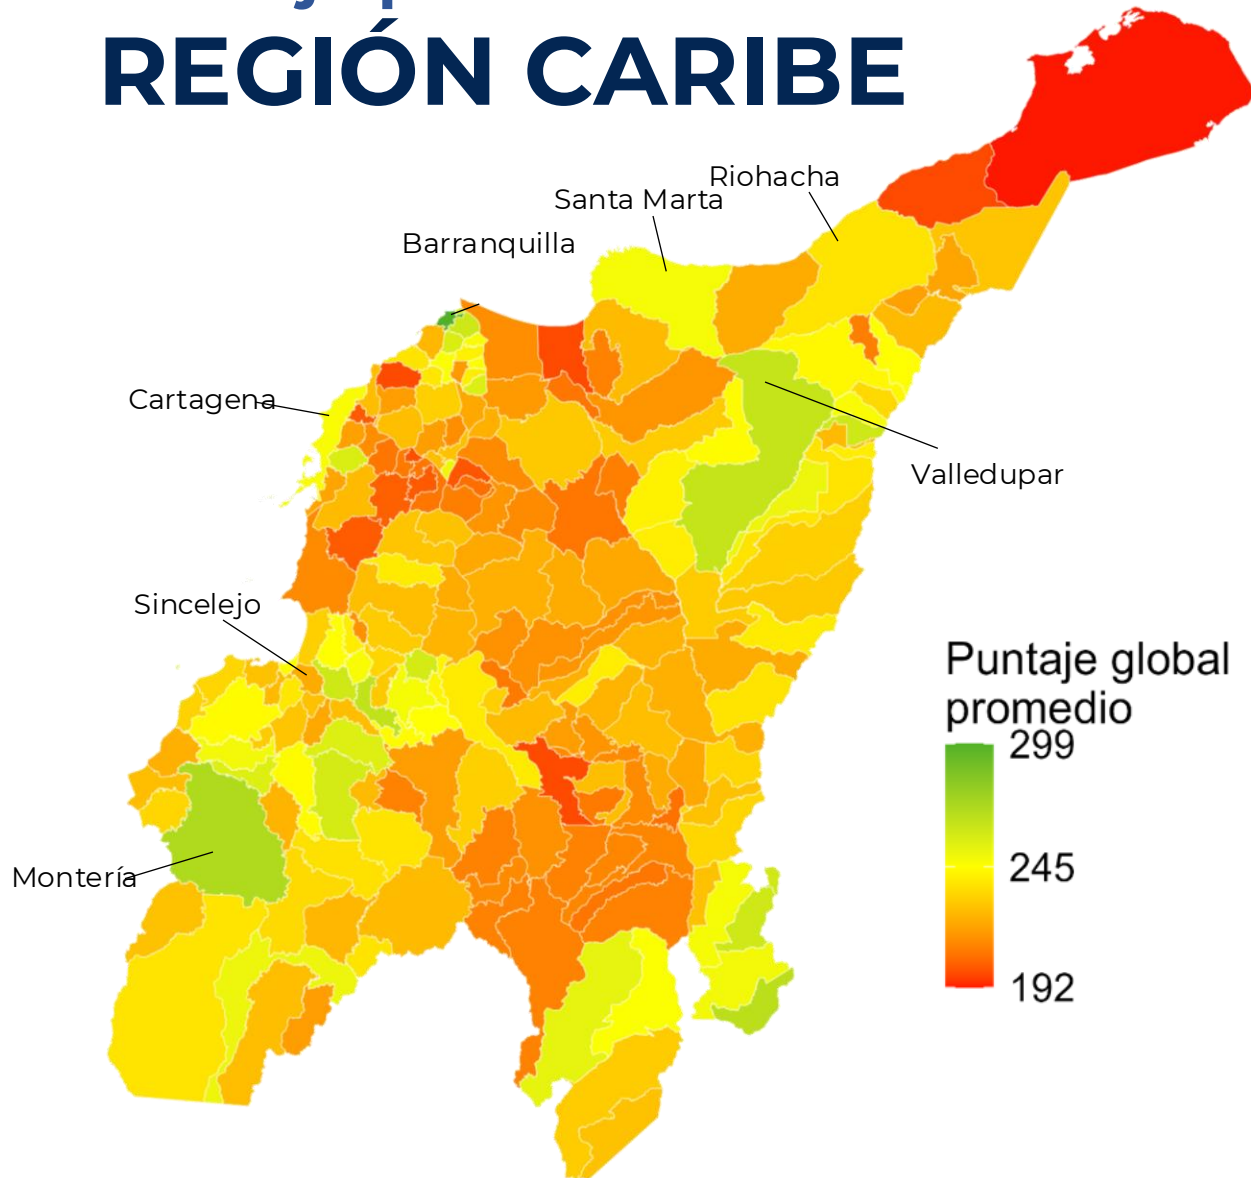 REGIÓN CARIBE
Riohacha
Santa Marta
Barranquilla
Cartagena
Valledupar
Sincelejo
Montería
Puntaje global
promedio
299
245
192